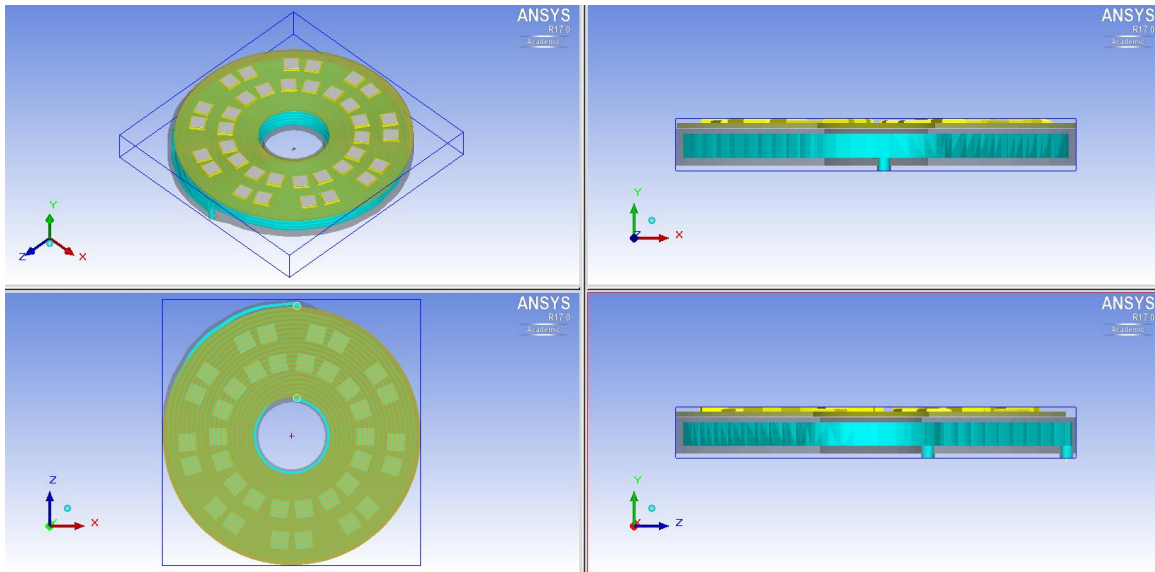 ANSYS
R17.0
Academic
Y
Z
X
ANSYS
R17.0
Academic
Y
Z
X
ANSYS
R17.0
Academic
Z
Y
X
ANSYS
R17.0
Academic
Y
X
Z